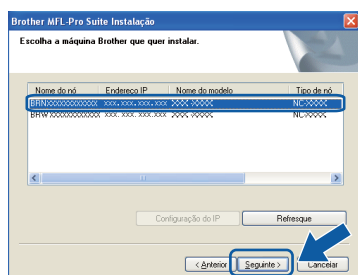 Brother MFL-Pro Suite Instalação
Escolha a máquina Brother que quer instalar.
Nome do nó Endereço IP Nome do modelo Tipo de nó
BRNXXXXXXXXXXXX xxx.xxx.xxx.xxx XXX-XXXX NC-XXXX
BRWXXXXXXXXXXXX xxx.xxx.xxx.xxx XXX-XXXX NC-XXXX
Configuração do IP Refresque
< Anterior Seguinte > Cancelar